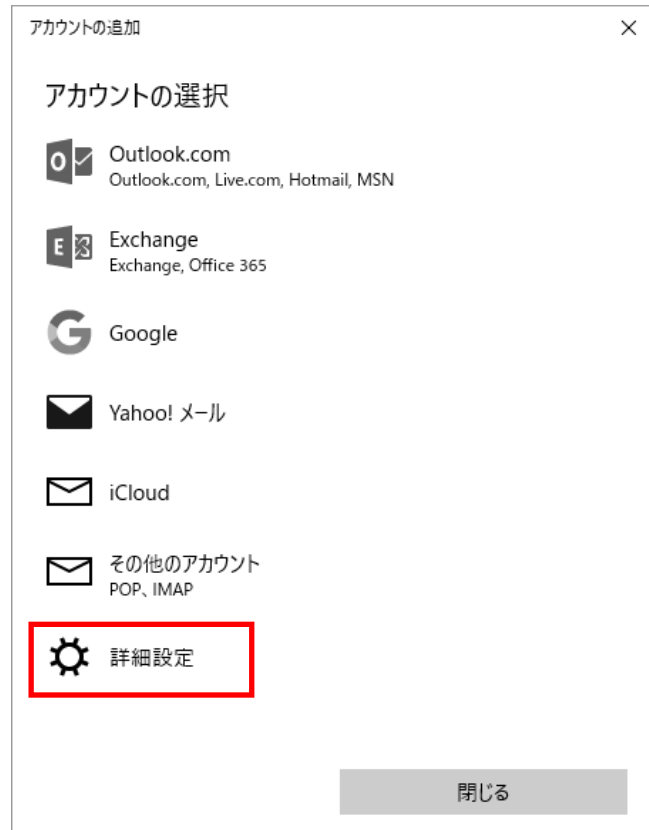 アカウントの追加
アカウントの選択
Outlook.com
Outlook.com, Live.com, Hotmail, MSN
Exchange
Exchange, Office 365
Google
Yahoo! メール
iCloud
その他のアカウント
POP、IMAP
詳細設定
閉じる